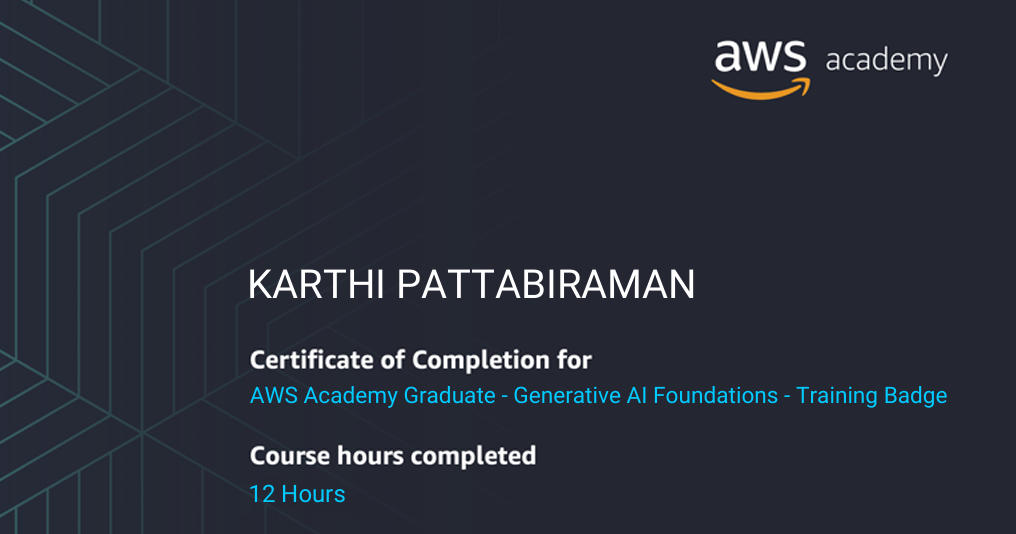 aws academy
KARTHI PATTABIRAMAN
Certificate of Completion for
AWS Academy Graduate - Generative AI Foundations - Training Badge
Course hours completed
12 Hours